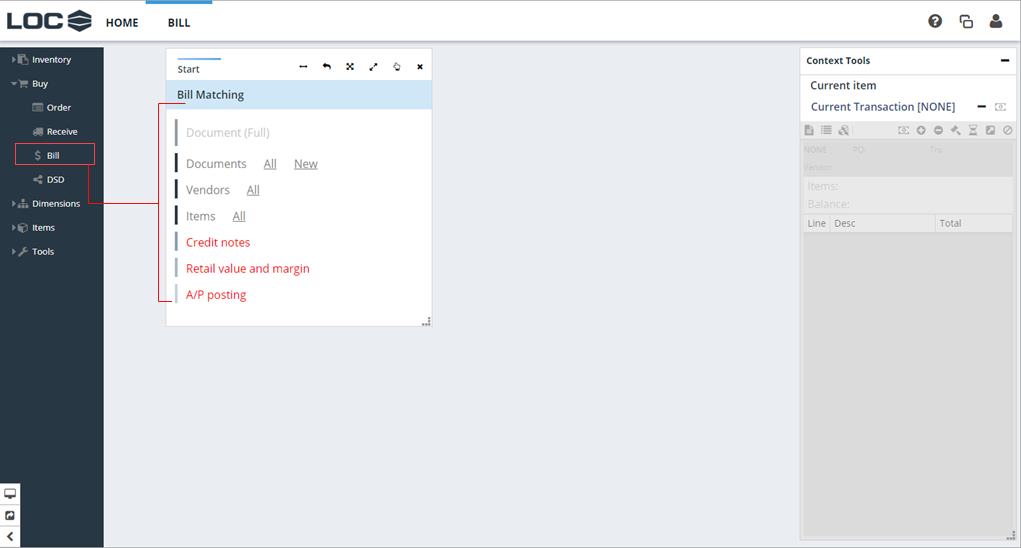 LOC HOME BILL
Inventory
Buy
Order
Receive
$ Bill
DSD
Dimensions
Items
Tools
Start
Bill Matching
Document (Full)
Documents All New
Vendors All
Items All
Credit notes
Retail value and margin
A/P posting
Context Tools
Current item
Current Transaction [NONE]
NONE PO: Trs:
Vendor:
Items:
Balance:
Line Desc Total